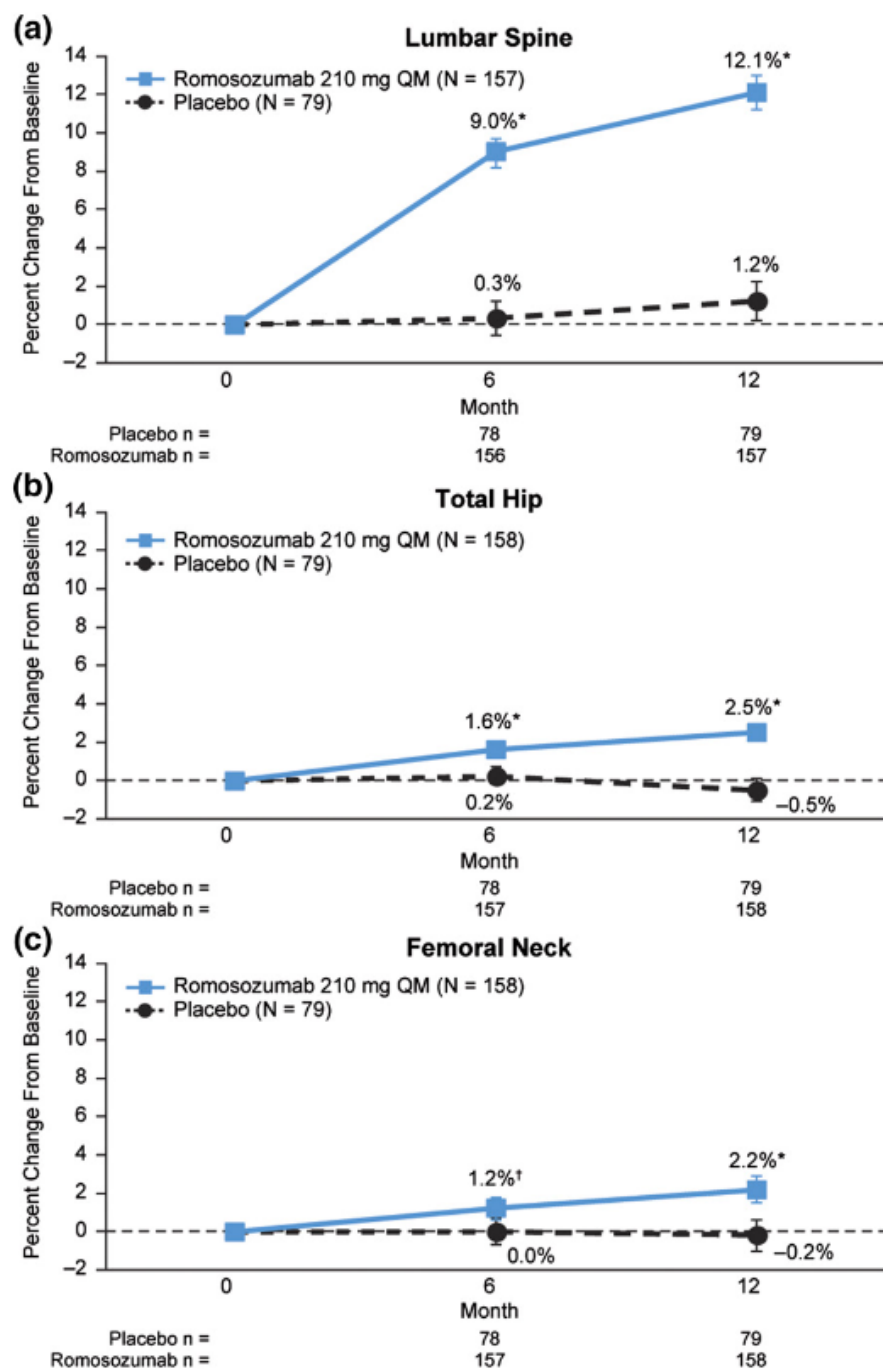 (a)
Lumbar Spine
Percent Change From Baseline
14
12
10
8
6
4
2
0
–2
Romosozumab 210 mg QM (N = 157)
Placebo (N = 79)
9.0%*
12.1%*
0.3%
1.2%
0 6 12
Month
Placebo n = 78 79
Romosozumab n = 156 157
(b)
Total Hip
Percent Change From Baseline
14
12
10
8
6
4
2
0
–2
Romosozumab 210 mg QM (N = 158)
Placebo (N = 79)
1.6%*
2.5%*
0.2%
–0.5%
0 6 12
Month
Placebo n = 78 79
Romosozumab n = 157 158
(c)
Femoral Neck
Percent Change From Baseline
14
12
10
8
6
4
2
0
–2
Romosozumab 210 mg QM (N = 158)
Placebo (N = 79)
1.2%†
2.2%*
0.0%
–0.2%
0 6 12
Month
Placebo n = 78 79
Romosozumab n = 157 158